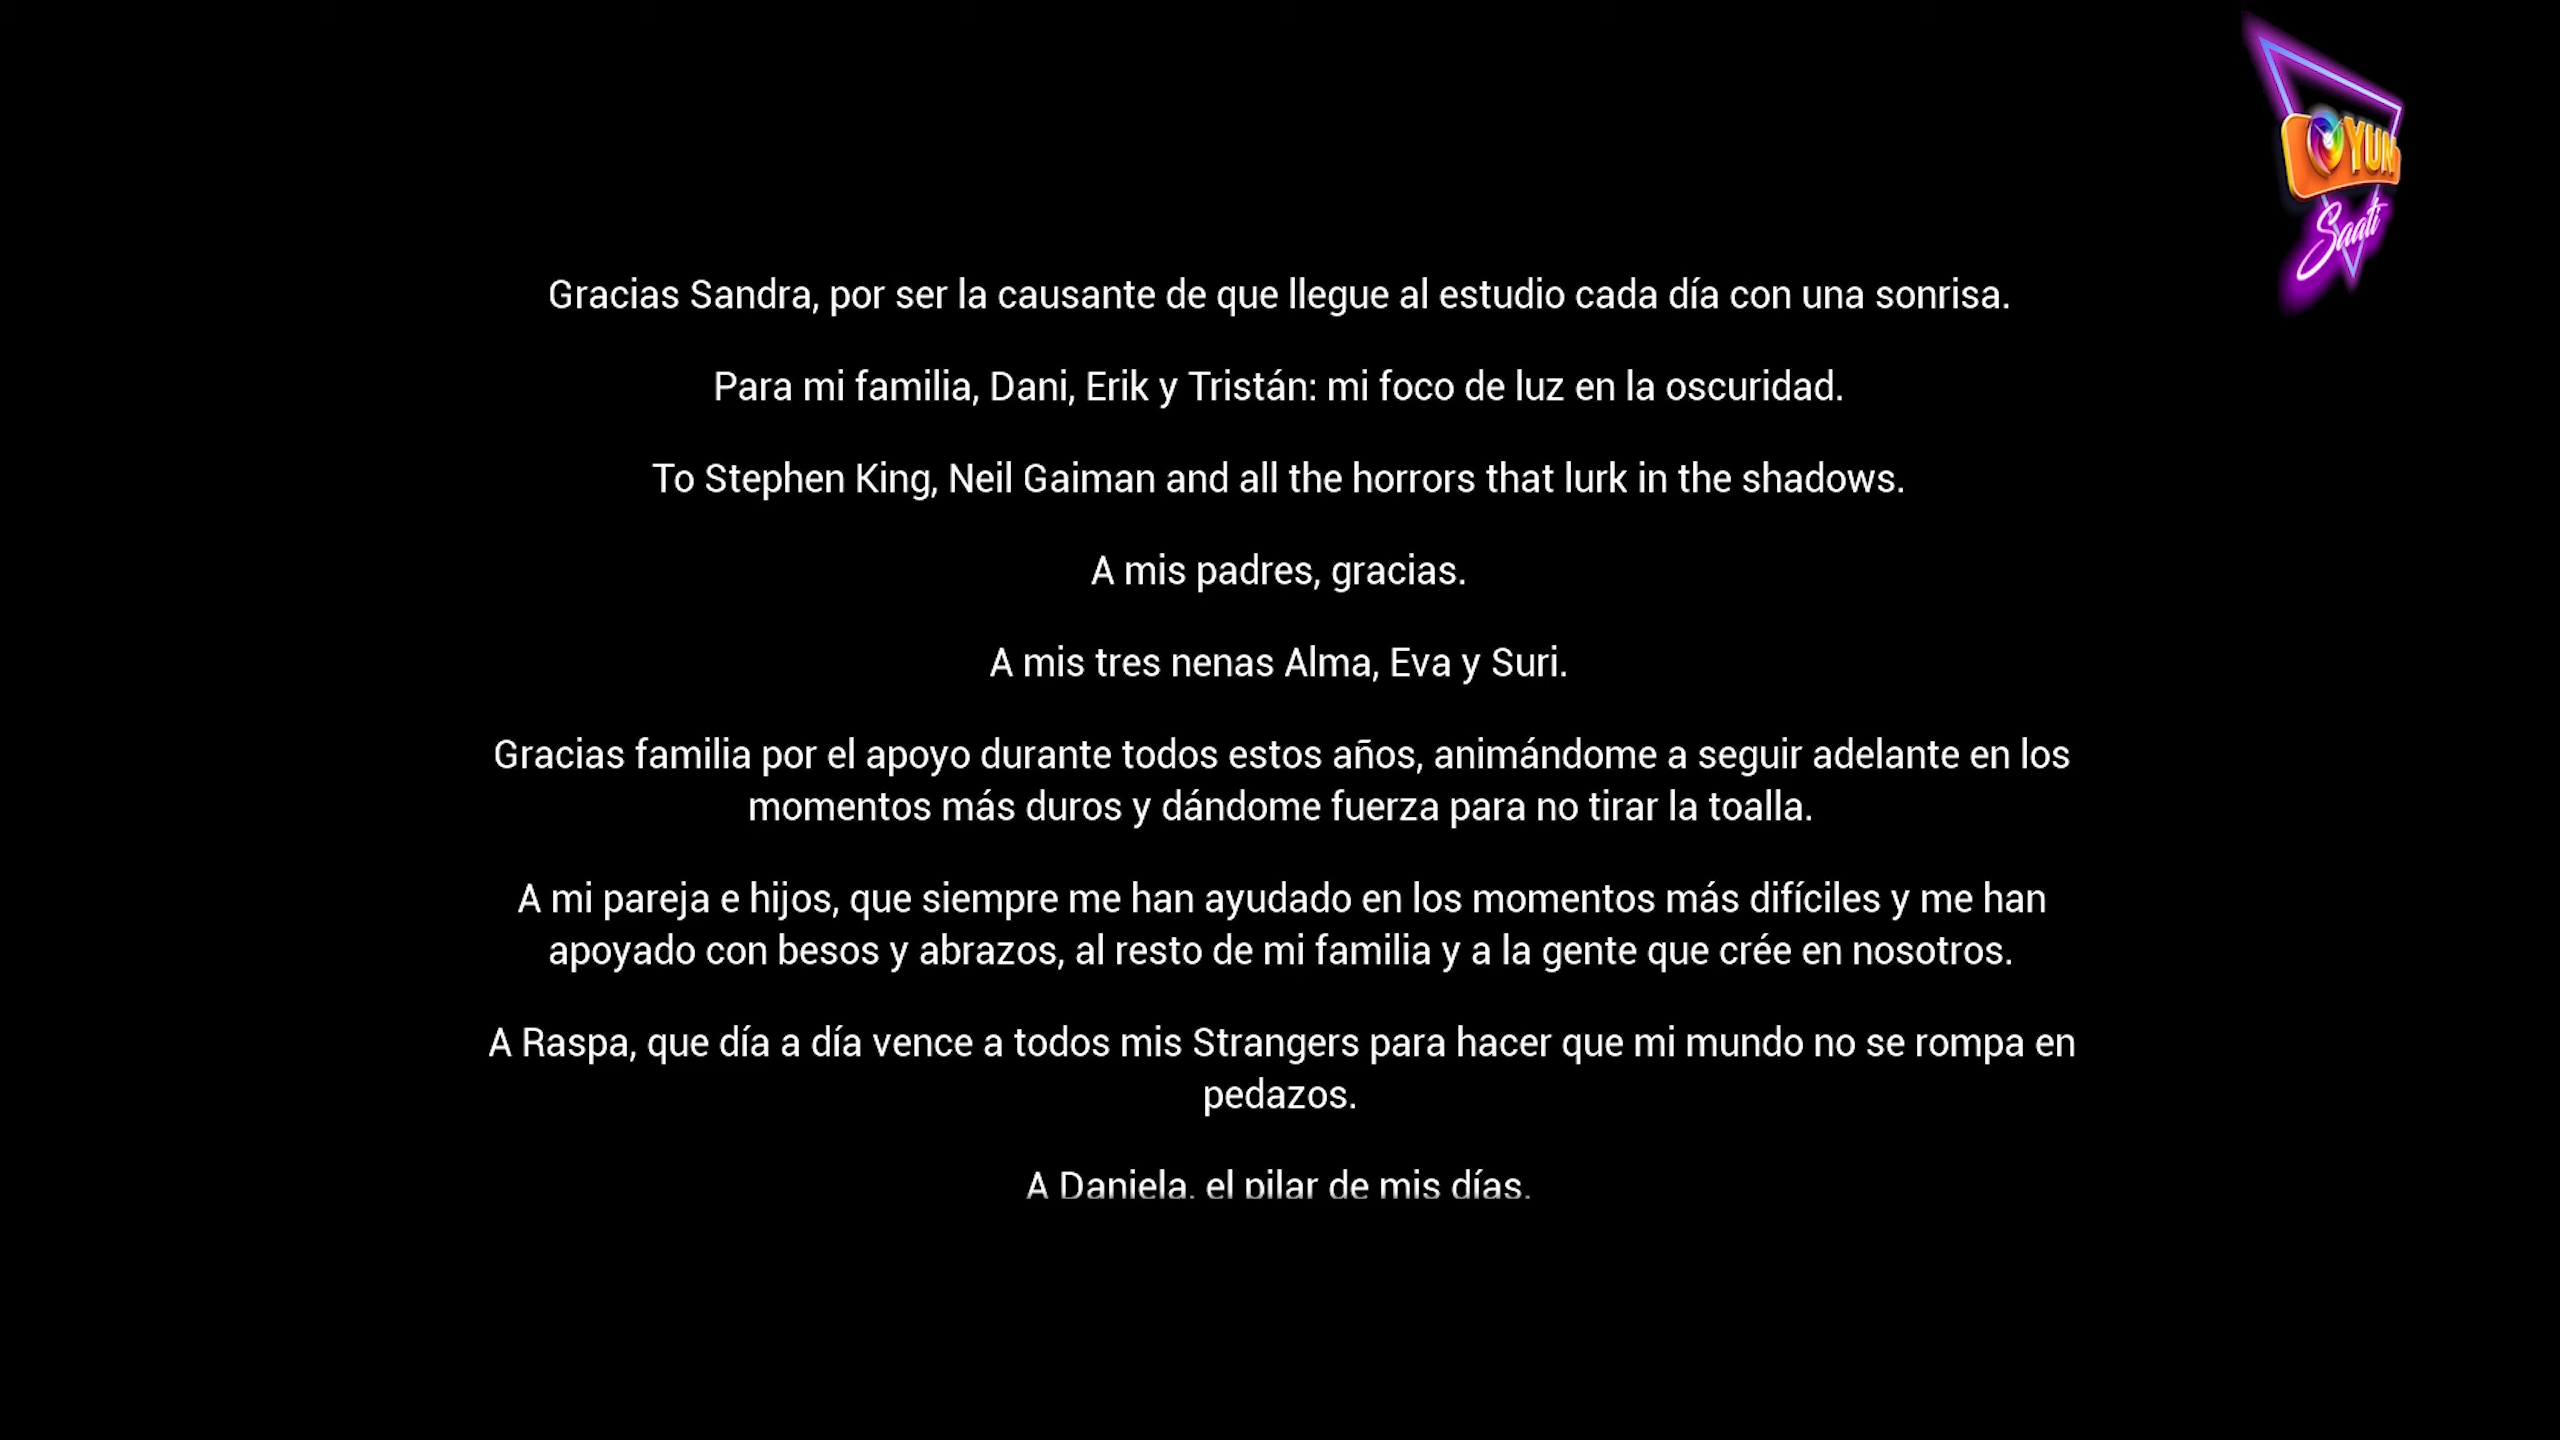 OYUN
Saati
Gracias Sandra, por ser la causante de que llegue al estudio cada día con una sonrisa.
Para mi familia, Dani, Erik y Tristán: mi foco de luz en la oscuridad.
To Stephen King, Neil Gaiman and all the horrors that lurk in the shadows.
A mis padres, gracias.
A mis tres nenas Alma, Eva y Suri.
Gracias familia por el apoyo durante todos estos años, animándome a seguir adelante en los
momentos más duros y dándome fuerza para no tirar la toalla.
A mi pareja e hijos, que siempre me han ayudado en los momentos más difíciles y me han
apoyado con besos y abrazos, al resto de mi familia y a la gente que crée en nosotros.
A Raspa, que día a día vence a todos mis Strangers para hacer que mi mundo no se rompa en
pedazos.
A Daniela, el pilar de mis días.